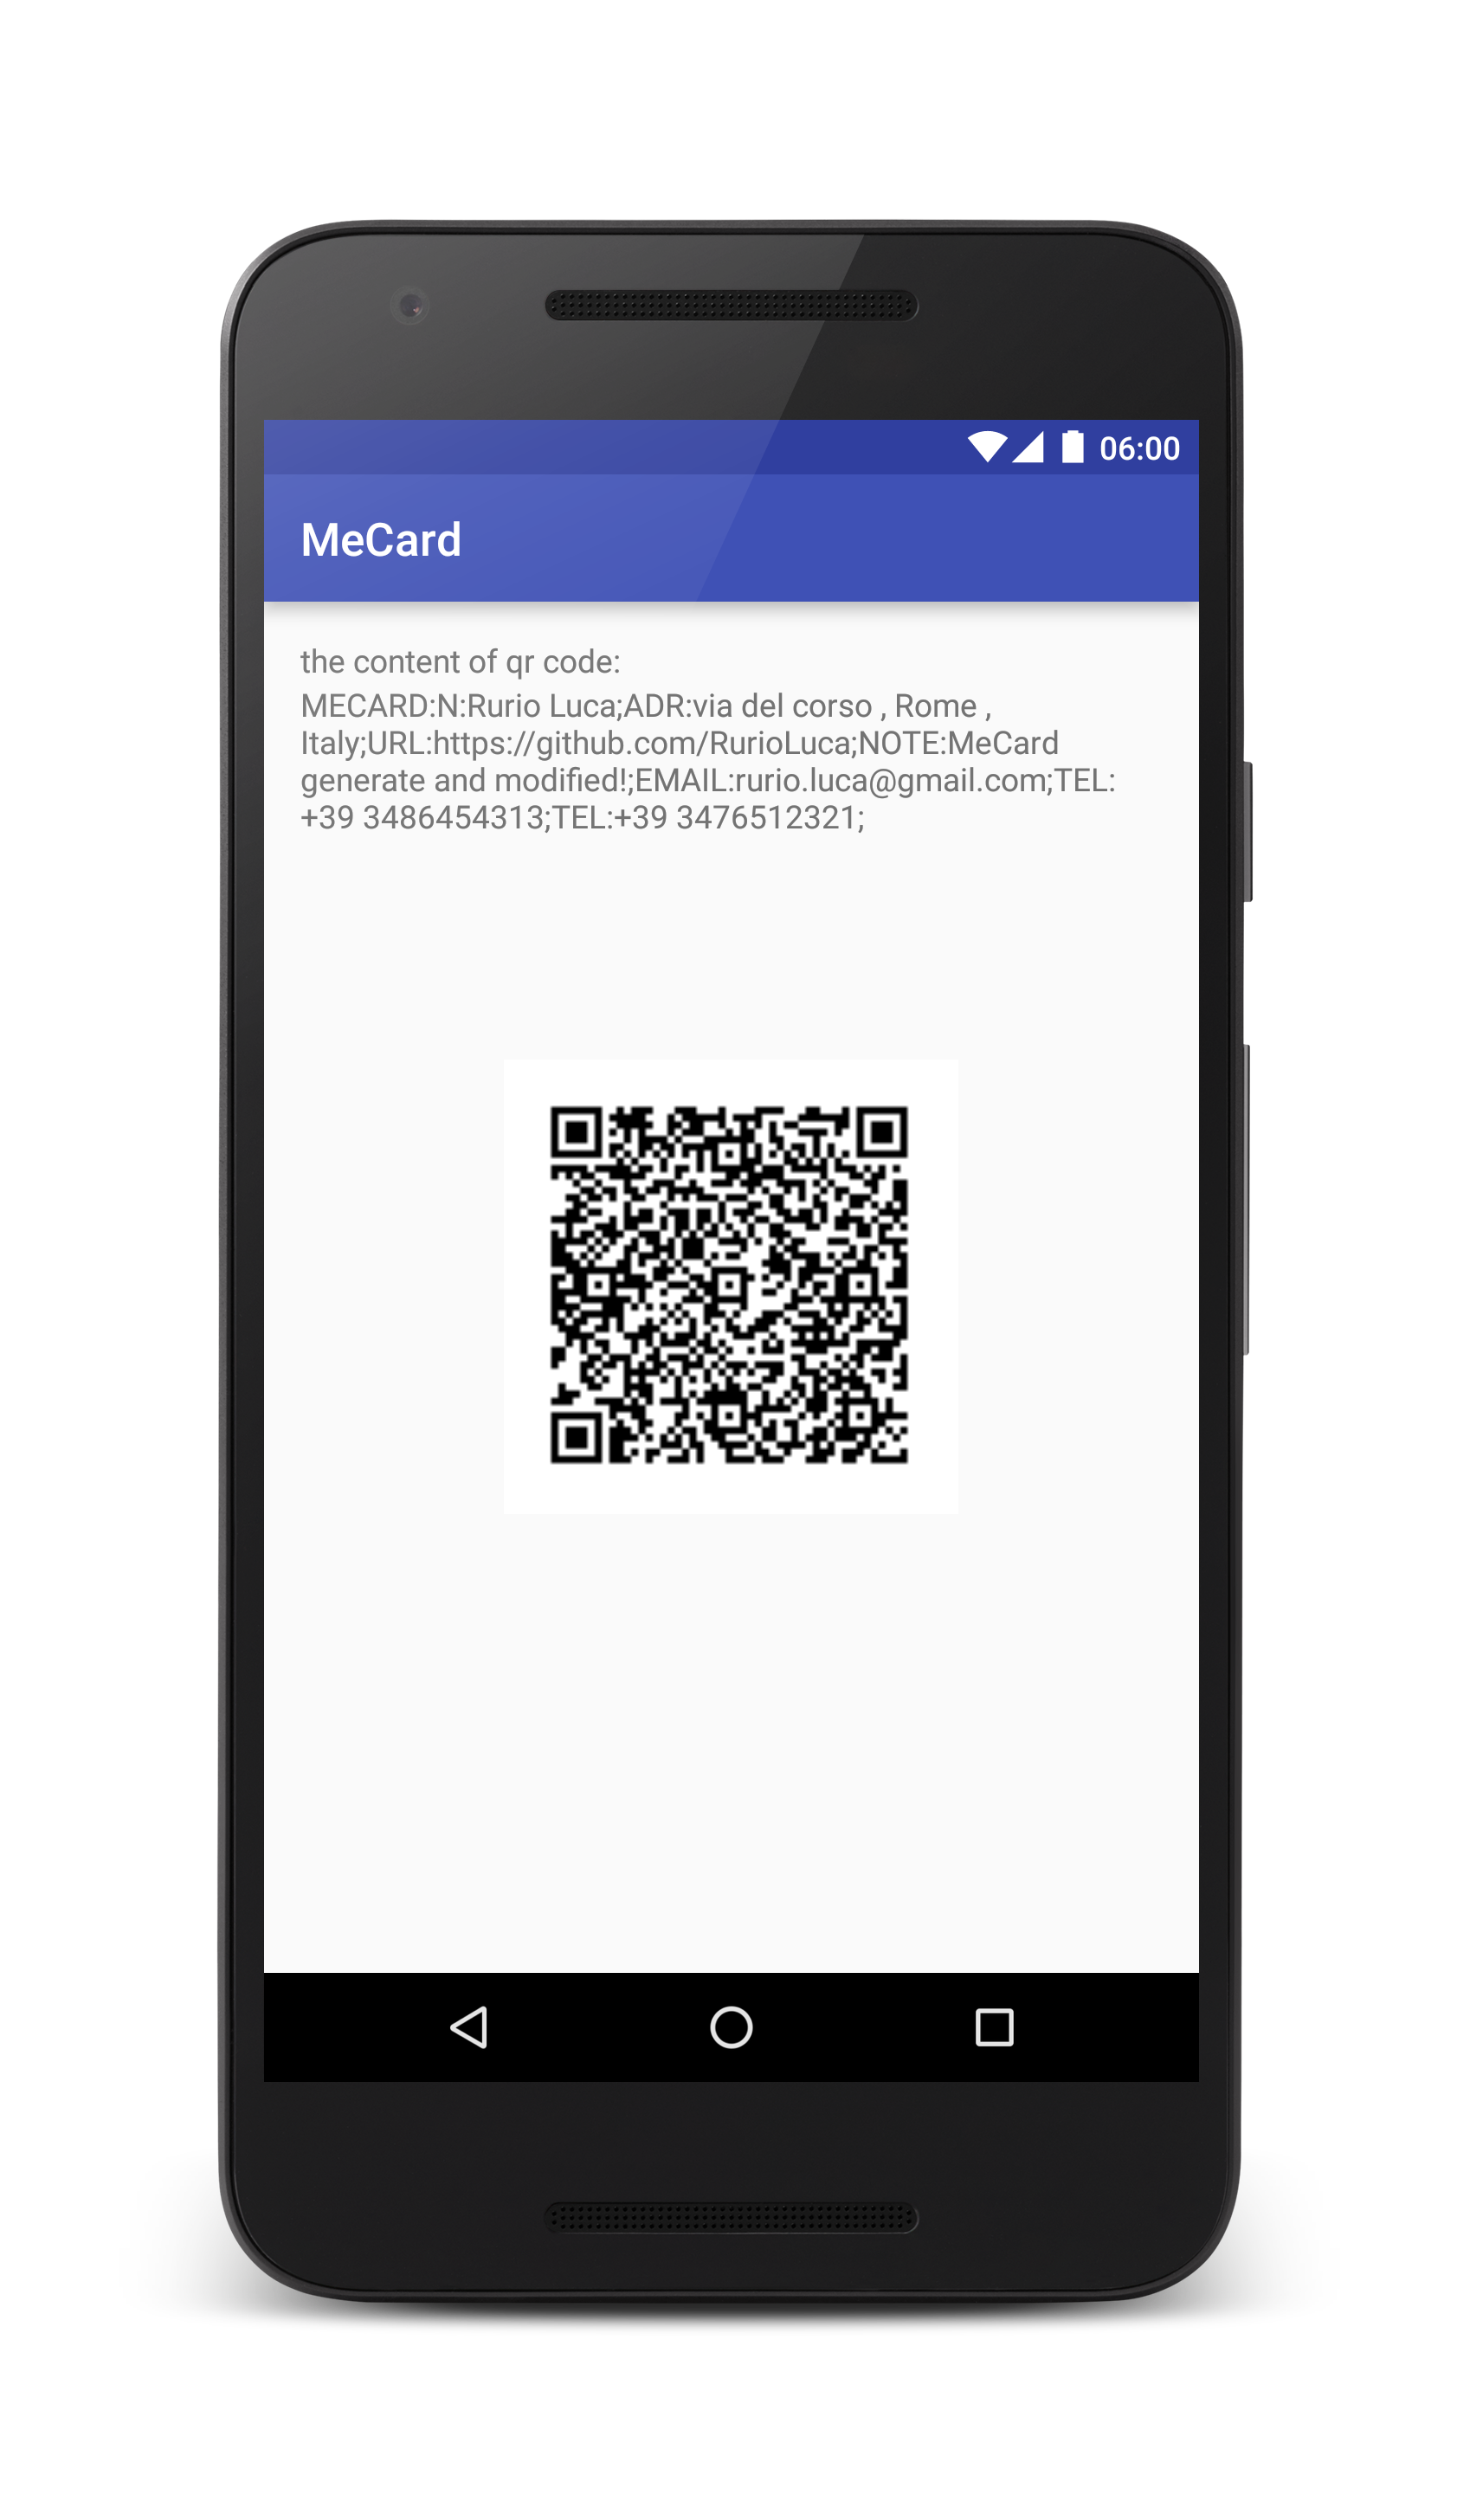 06:00
MeCard
the content of qr code:
MECARD:N:Rurio Luca;ADR:via del corso , Rome ,
Italy;URL:https://github.com/RurioLuca;NOTE:MeCard
generate and modified!;EMAIL:rurio.luca@gmail.com;TEL:
+39 3486454313;TEL:+39 3476512321;